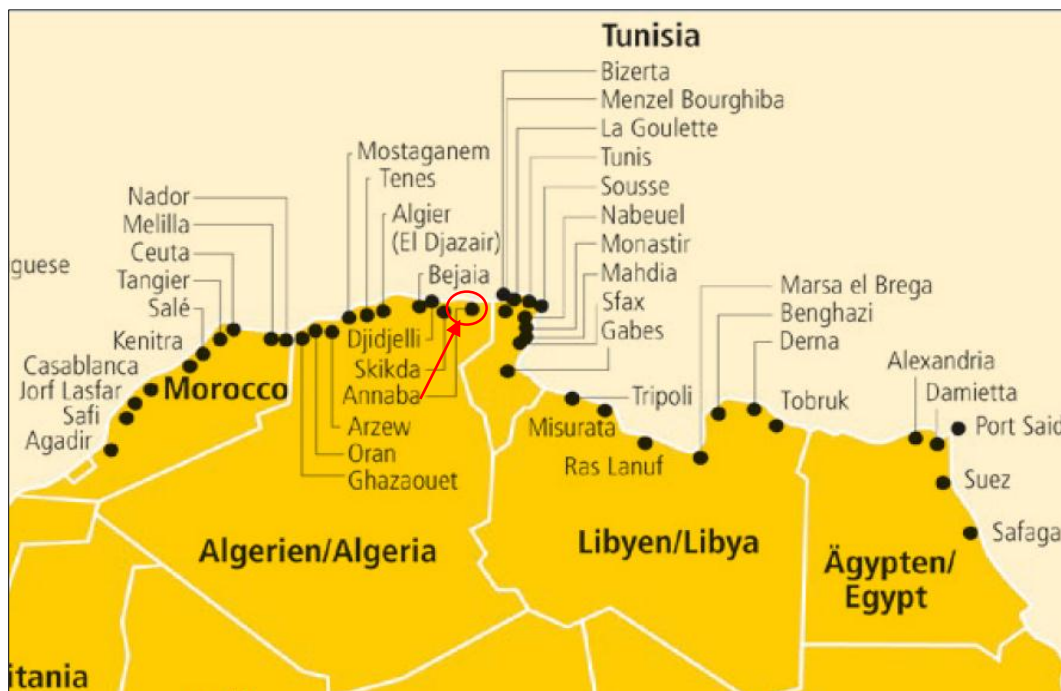 Tunisia
Bizerta
Menzel Bourghiba
La Goulette
Tunis
Sousse
Nabeuel
Monastir
Mahdia
Sfax
Gabes
Mostaganem
Tenes
Algier
(El Djazair)
Bejaia
Nador
Melilla
Ceuta
Tangier
Salé
Kenitra
Casablanca
Jorf Lasfar
Safi
Agadir
guese
Morocco
Djidjelli
Skikda
Annaba
Arzew
Oran
Ghazaouet
Marsa el Brega
Benghazi
Derna
Tripoli
Misurata
Ras Lanuf
Tobruk
Alexandria
Damietta
Port Said
Suez
Safaga
Algerien/Algeria
Libyen/Libya
Ägypten/
Egypt
itania